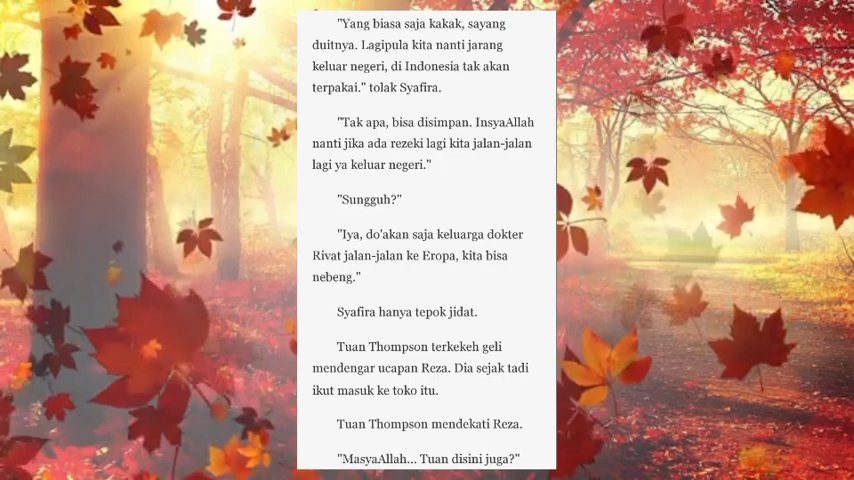 "Yang biasa saja kakak, sayang
duitnya. Lagipula kita nanti jarang
keluar negeri, di Indonesia tak akan
terpakai." tolak Syafira.
"Tak apa, bisa disimpan. InsyaAllah
nanti jika ada rezeki lagi kita jalan-jalan
lagi ya keluar negeri."
"Sungguh?"
"Iya, do'akan saja keluarga dokter
Rivat jalan-jalan ke Eropa, kita bisa
nebeng."
Syafira hanya tepok jidat.
Tuan Thompson terkekeh geli
mendengar ucapan Reza. Dia sejak tadi
ikut masuk ke toko itu.
Tuan Thompson mendekati Reza.
"MasyaAllah... Tuan disini juga?"